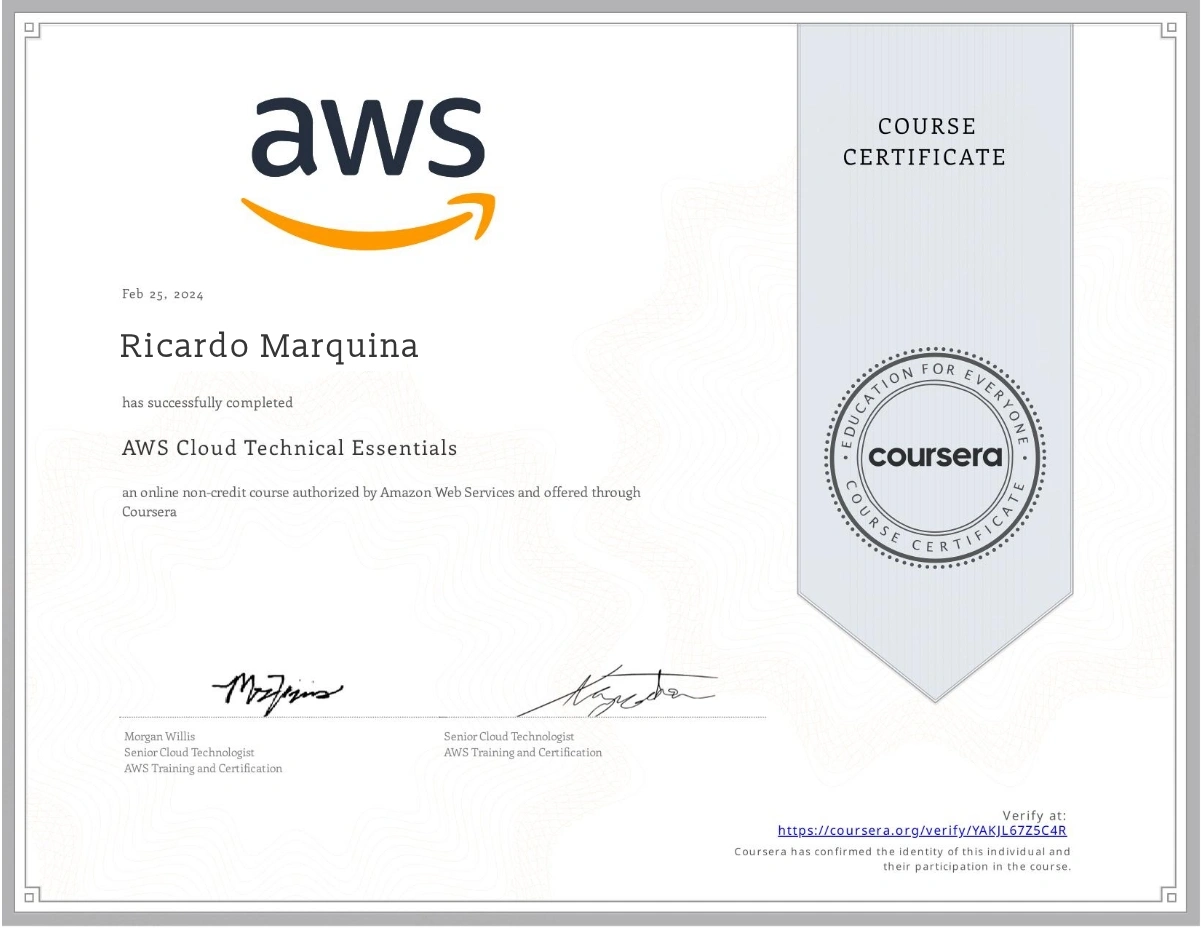 aws
COURSE
CERTIFICATE
Feb 25, 2024
Ricardo Marquina
has successfully completed
AWS Cloud Technical Essentials
an online non-credit course authorized by Amazon Web Services and offered through
Coursera
EDUCATION FOR EVERYONE
coursera
COURSE CERTIFICATE
Morgan Willis
Senior Cloud Technologist
AWS Training and Certification
Senior Cloud Technologist
AWS Training and Certification
Verify at:
https://coursera.org/verify/YAKJL67Z5C4R
Coursera has confirmed the identity of this individual and
their participation in the course.